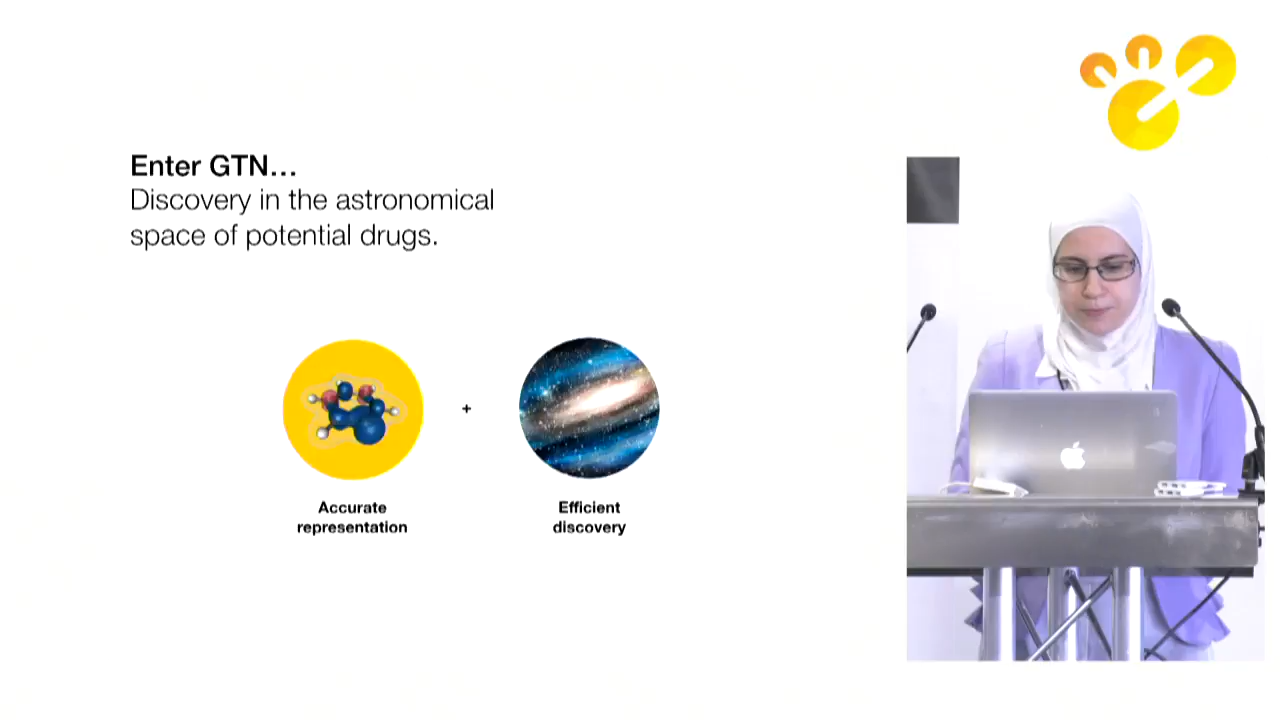 Enter GTN...
Discovery in the astronomical
space of potential drugs.
+
Accurate
representation
Efficient
discovery